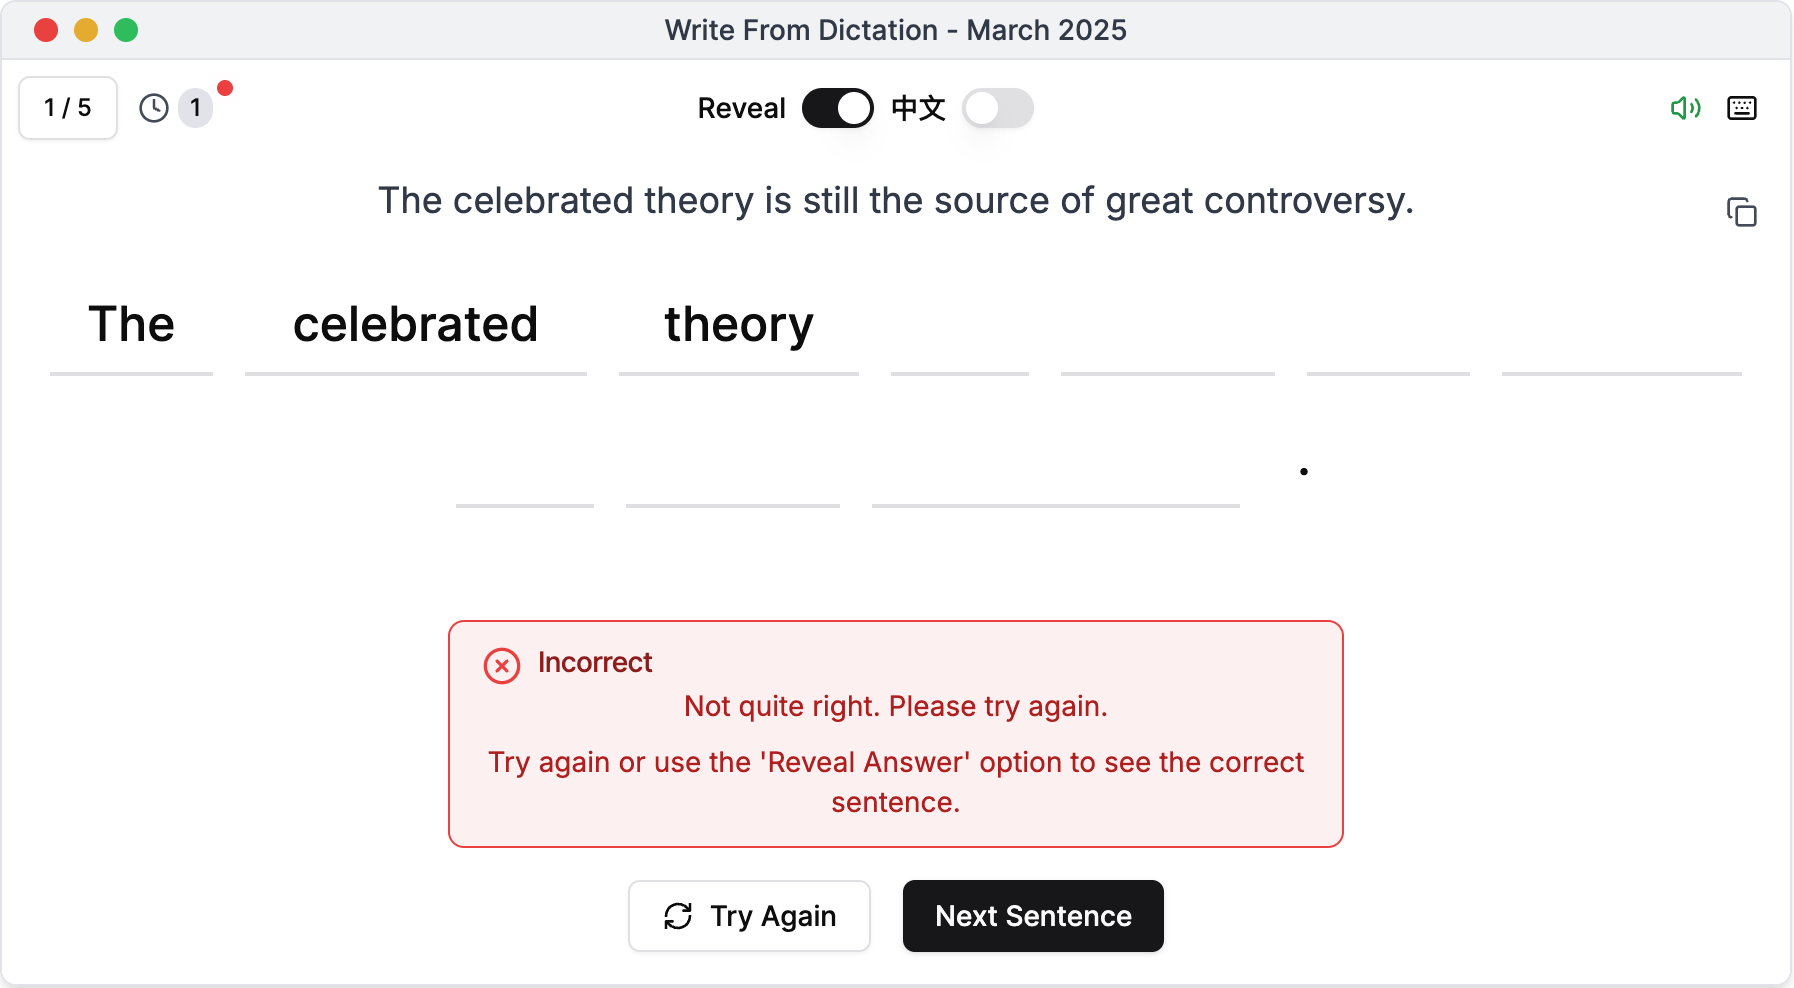 Write From Dictation - March 2025
1 / 5 1 Reveal 中文
The celebrated theory is still the source of great controversy.
The celebrated theory
.
Incorrect
Not quite right. Please try again.
Try again or use the 'Reveal Answer' option to see the correct
sentence.
Try Again Next Sentence